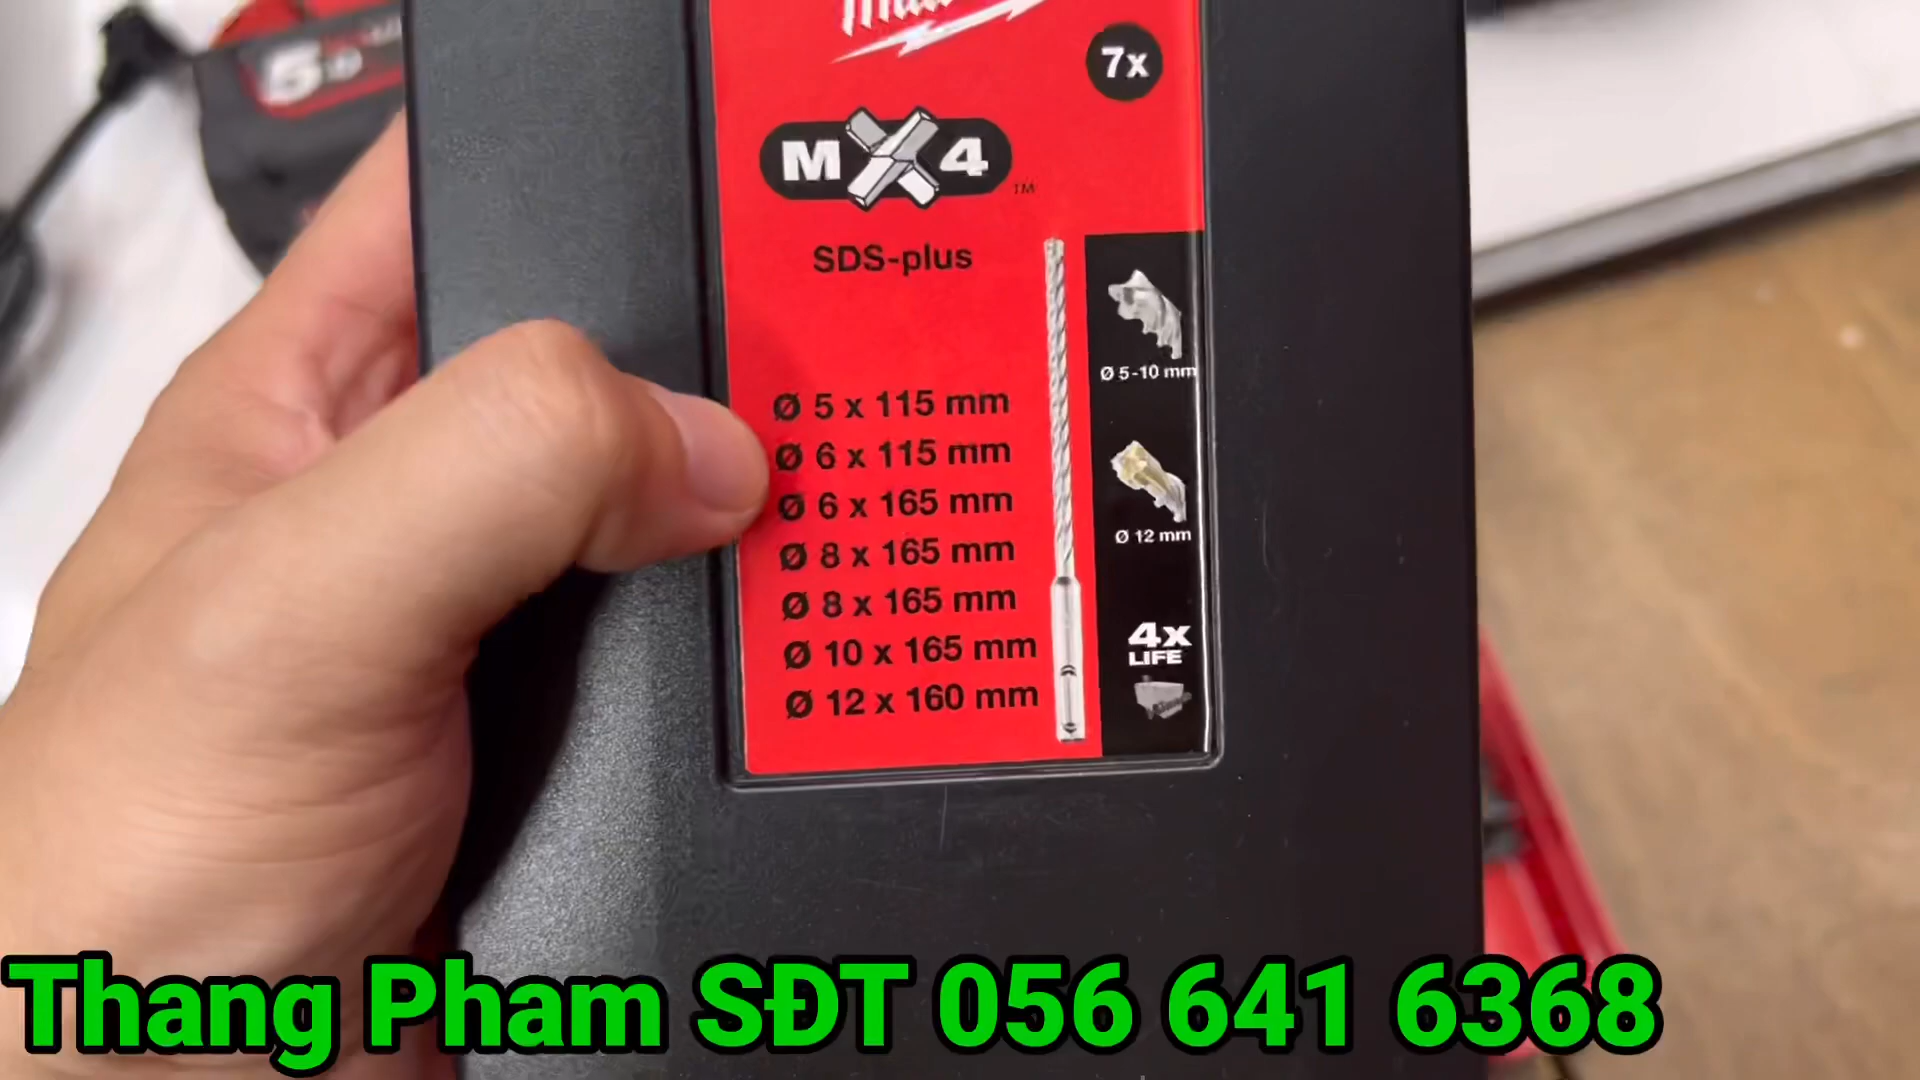 5.0
7x
MX4
™
SDS-plus
Ø 5 x 115 mm
Ø 6 x 115 mm
Ø 6 x 165 mm
Ø 8 x 165 mm
Ø 8 x 165 mm
Ø 10 x 165 mm
Ø 12 x 160 mm
Ø 5-10 mm
Ø 12 mm
4x
LIFE
Thang Pham SĐT 056 641 6368